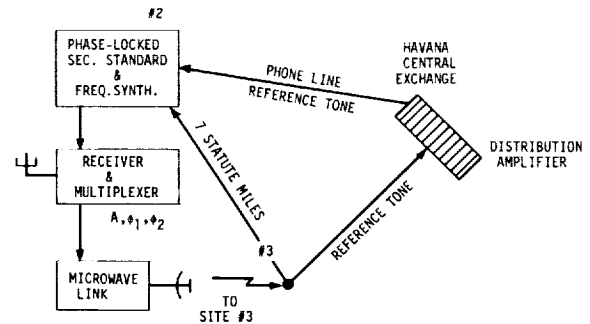 #2
PHASE-LOCKED
SEC. STANDARD
&
FREQ.SYNTH.
HAVANA
CENTRAL
EXCHANGE
PHONE LINE
REFERENCE TONE
DISTRIBUTION
AMPLIFIER
7 STATUTE MILES
RECEIVER
&
MULTIPLEXER
A,ϕ1,ϕ2
REFERENCE TONE
#3
MICROWAVE
LINK
TO
SITE #3